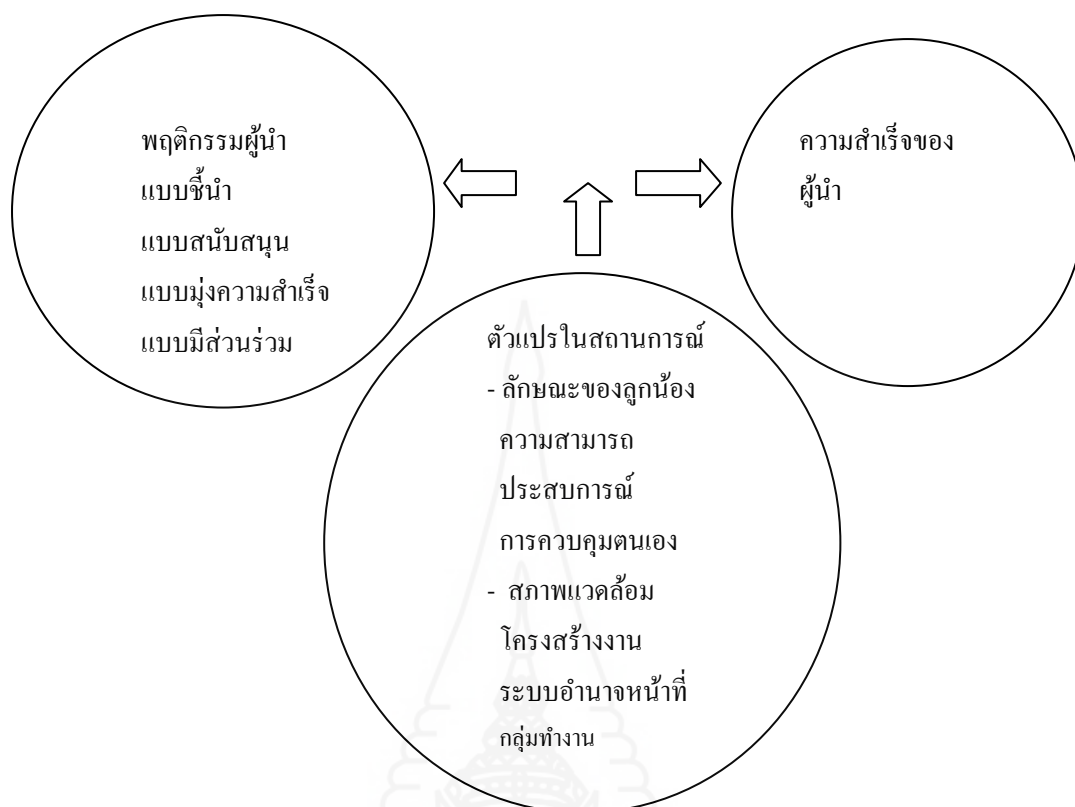 พฤติกรรมผู้นำ
แบบชี้นำ
แบบสนับสนุน
แบบมุ่งความสำเร็จ
แบบมีส่วนร่วม
ความสำเร็จของ
ผู้นำ
ตัวแปรในสถานการณ์
- ลักษณะของลูกน้อง
ความสามารถ
ประสบการณ์
การควบคุมตนเอง
- สภาพแวดล้อม
โครงสร้างงาน
ระบบอำนาจหน้าที่
กลุ่มทำงาน